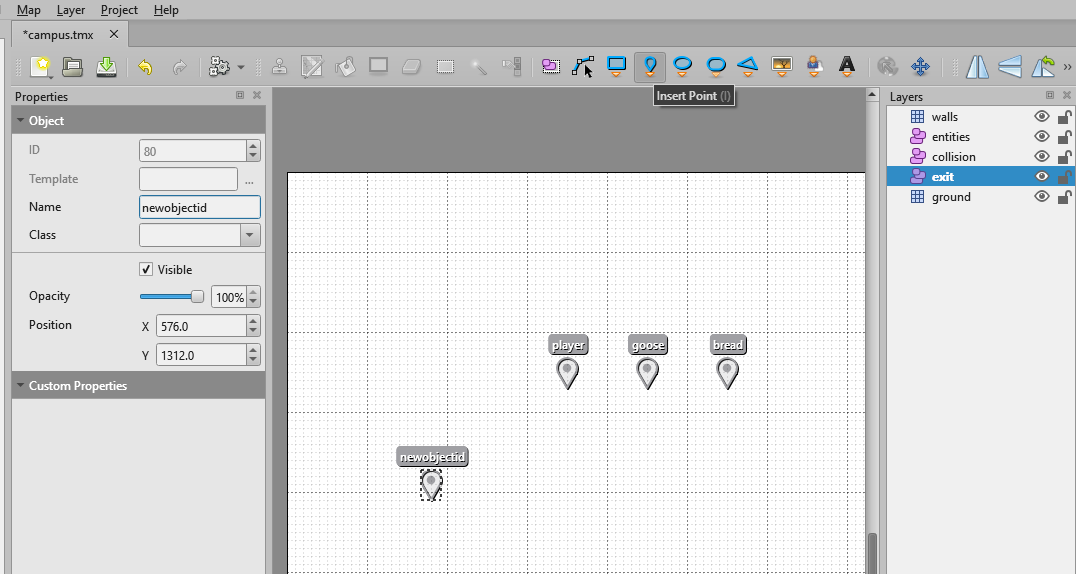 Map Layer Project Help
*campus.tmx
Insert Point (I)
Properties
Object
ID 80
Template ...
Name newobjectid
Class
Visible
Opacity 100%
Position X 576.0
Y 1312.0
Custom Properties
player goose bread
newobjectid
Layers
walls
entities
collision
exit
ground